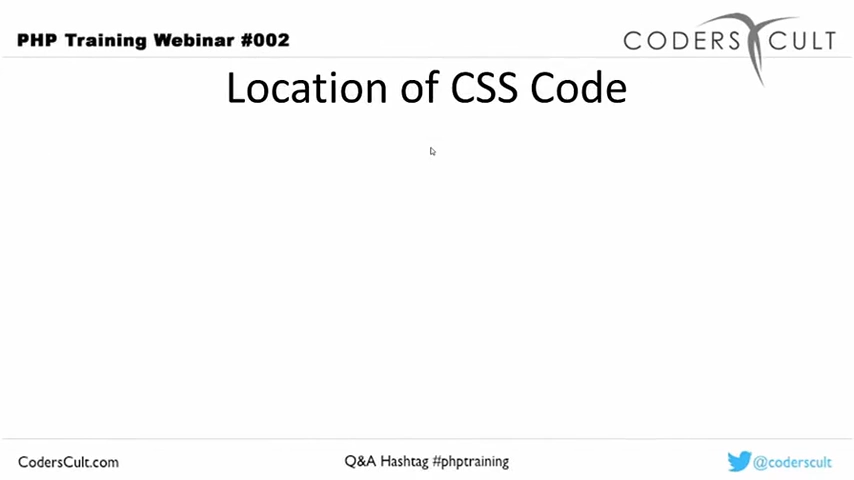 PHP Training Webinar #002
CODERS CULT
Location of CSS Code
CodersCult.com
Q&A Hashtag #phptraining
@coderscult